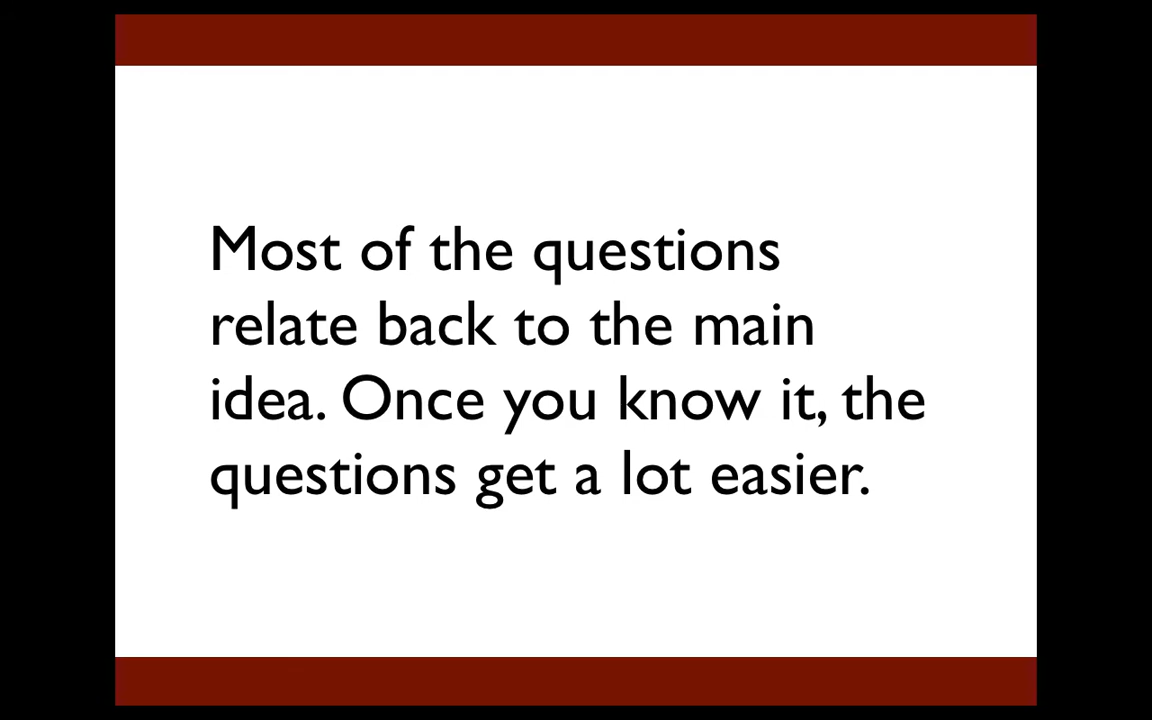 Most of the questions
relate back to the main
idea. Once you know it, the
questions get a lot easier.